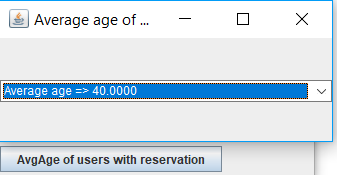 Average age of ...
Average age => 40.0000
AvgAge of users with reservation